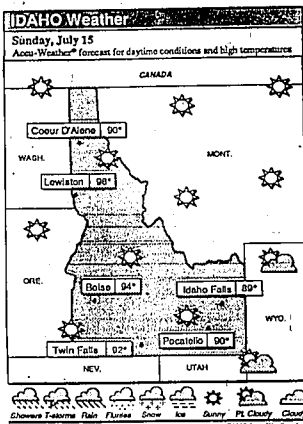 IDAHO Weather
Sunday, July 15
Accu-Weather® forecast for daytime conditions and high temperatures
CANADA
Coeur D'Alene 90°
WASH.
MONT.
Lewiston 98°
ORE.
Boise 94°
Idaho Falls 89°
WYO.
Twin Falls 92°
Pocatello 90°
NEV.
UTAH
Showers T-storms Rain Flurries Snow Ice Sunny Pt. Cloudy Cloudy